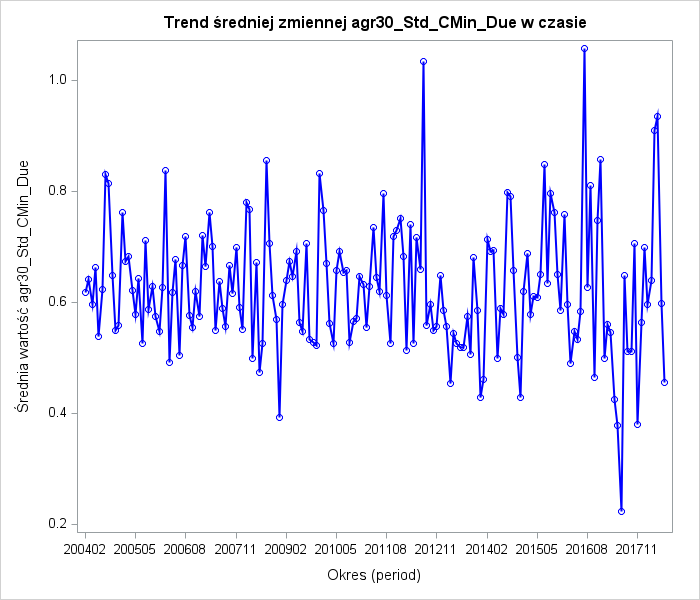 Trend średniej zmiennej agr30_Std_CMin_Due w czasie
Średnia wartość agr30_Std_CMin_Due
1.0
0.8
0.6
0.4
0.2
200402 200505 200608 200711 200902 201005 201108 201211 201402 201505 201608 201711
Okres (period)